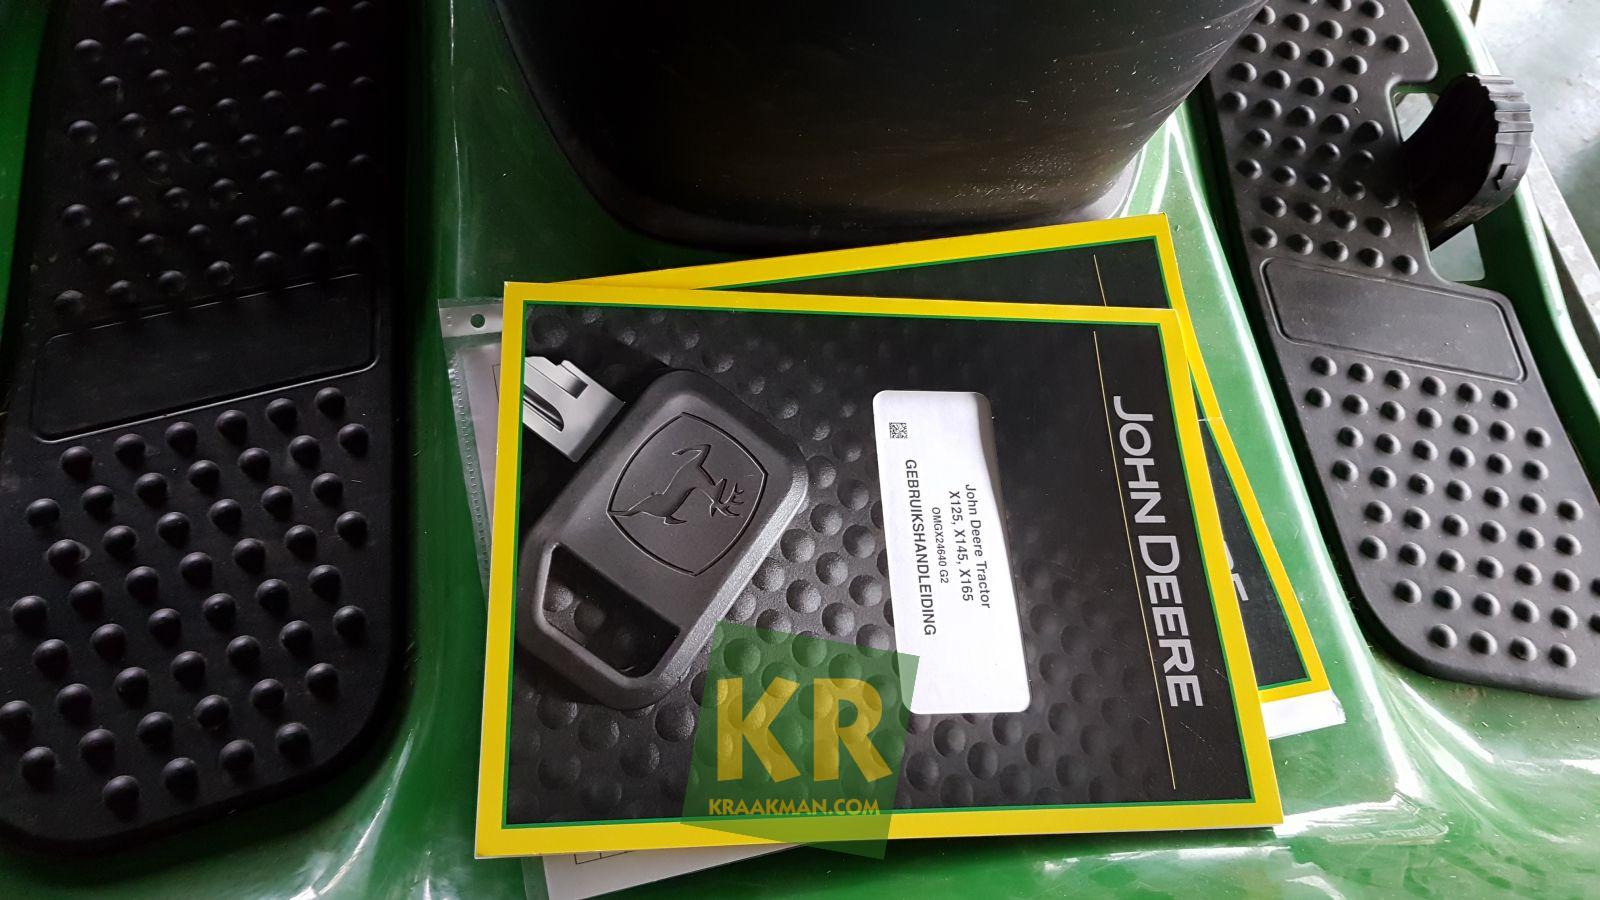 JOHN DEERE
John Deere Tractor
X125, X145, X165
OMGX24640 G2
GEBRUIKSHANDLEIDING
KR
KRAAKMAN.COM